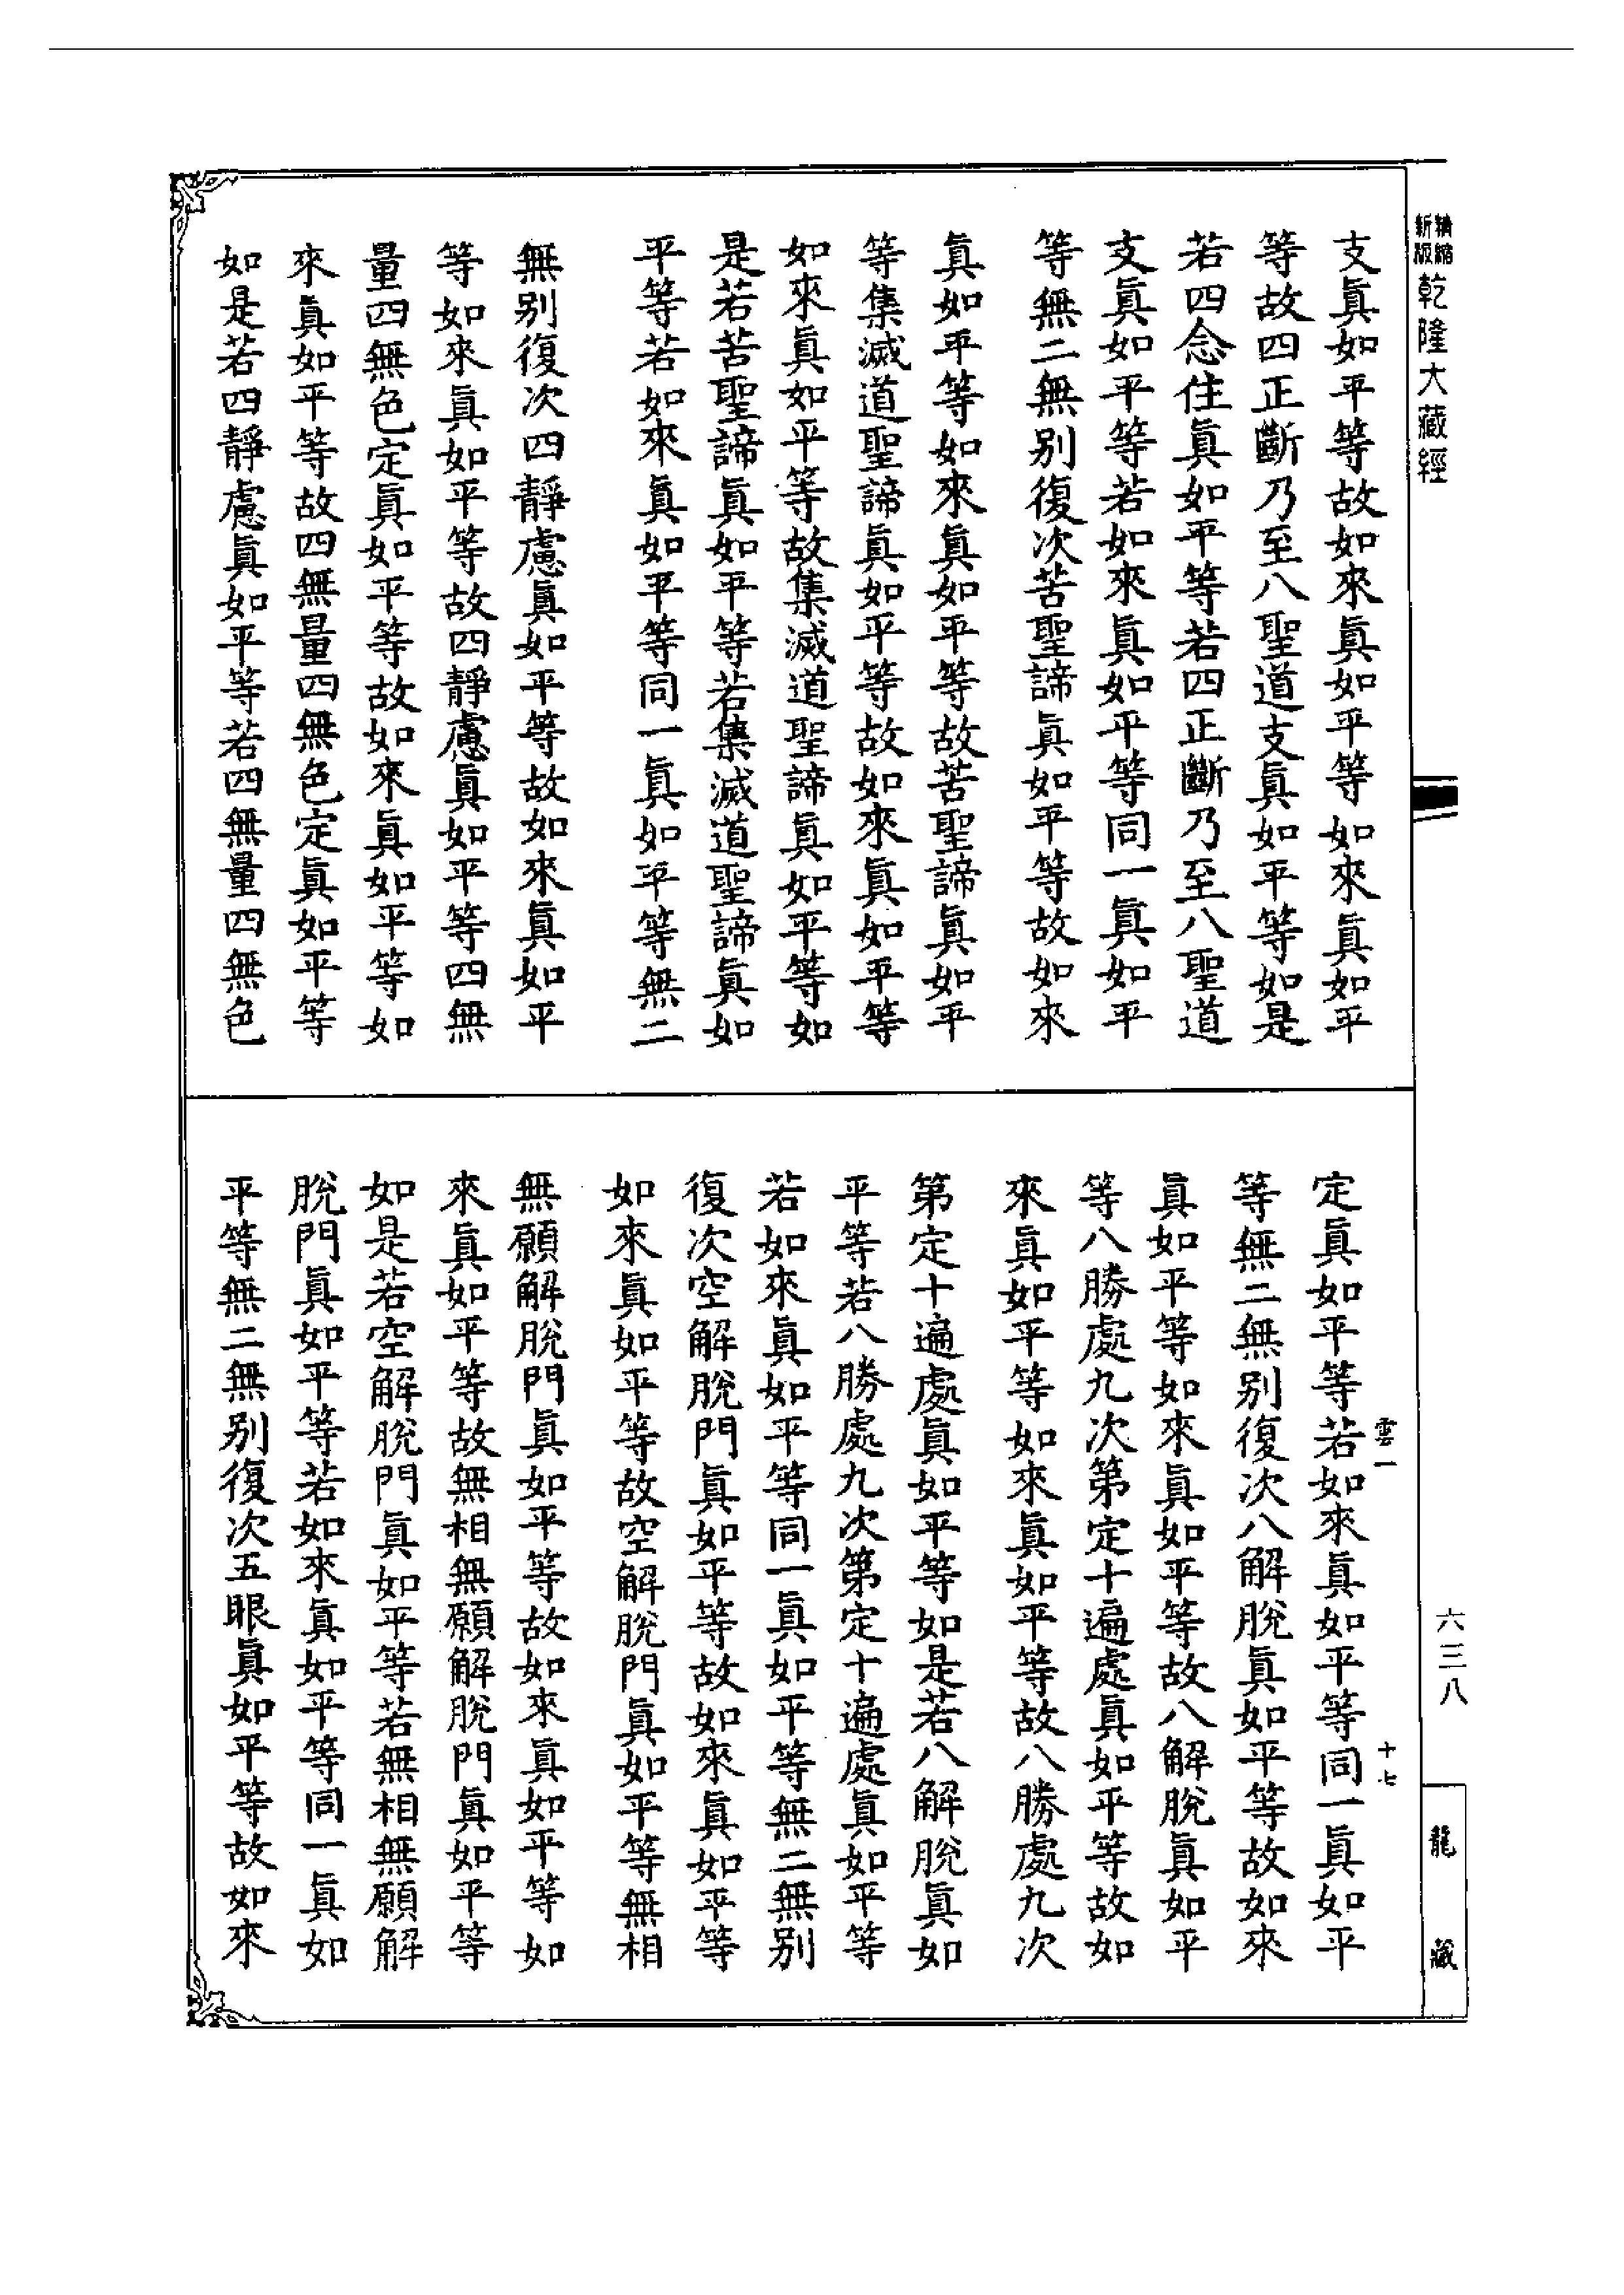 精縮
新版
乾隆大藏經
支眞如平等故如來眞如平等如來眞如平
等故四正斷乃至八聖道支眞如平等如是
若四念住眞如平等若四正斷乃至八聖道
支眞如平等若如來眞如平等同一眞如平
等無二無别復次苦聖諦眞如平等故如來
眞如平等如來眞如平等故苦聖諦眞如平
等集滅道聖諦眞如平等故如來眞如平等
如來眞如平等故集滅道聖諦眞如平等如
是若苦聖諦眞如平等若集滅道聖諦眞如
平等若如來眞如平等同一眞如平等無二
無别復次四靜慮眞如平等故如來眞如平
等如來眞如平等故四靜慮眞如平等四無
量四無色定眞如平等故如來眞如平等如
來眞如平等故四無量四無色定眞如平等
如是若四靜慮眞如平等若四無量四無色
雲一
十七
定眞如平等若如來眞如平等同一眞如平
等無二無别復次八解脫眞如平等故如來
眞如平等如來眞如平等故八解脫眞如平
等八勝處九次第定十遍處眞如平等故如
來眞如平等如來眞如平等故八勝處九次
第定十遍處眞如平等如是若八解脫眞如
平等若八勝處九次第定十遍處眞如平等
若如來眞如平等同一眞如平等無二無别
復次空解脫門眞如平等故如來眞如平等
如來眞如平等故空解脫門眞如平等無相
無願解脫門眞如平等故如來眞如平等如
來眞如平等故無相無願解脫門眞如平等
如是若空解脫門眞如平等若無相無願解
脫門眞如平等若如來眞如平等同一眞如
平等無二無别復次五眼眞如平等故如來
六三八
龍藏